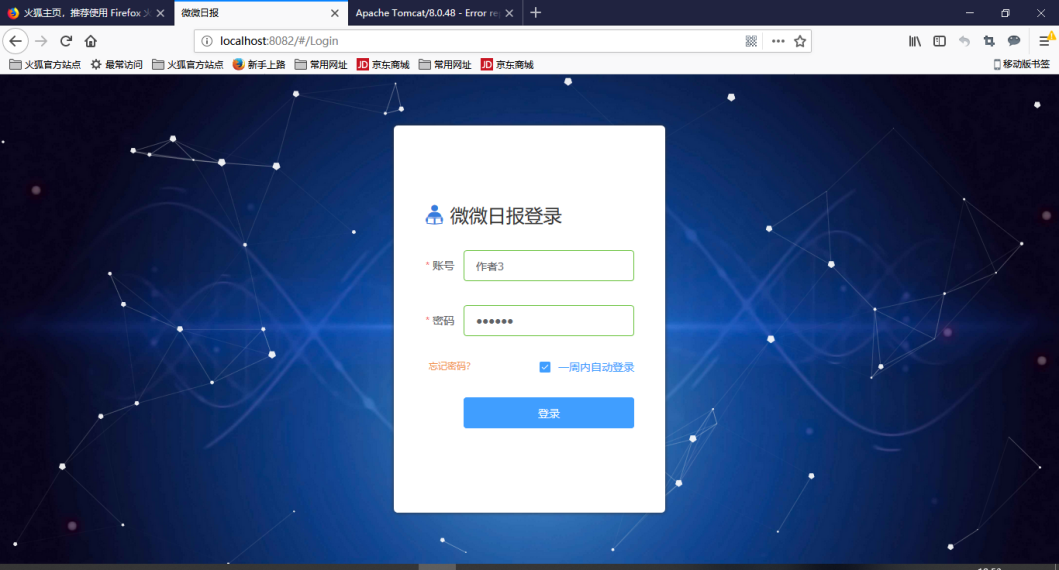 火狐主页，推荐使用 Firefox
微微日报
Apache Tomcat/8.0.48 - Error
localhost:8082/#/Login
火狐官方站点 最常访问 火狐官方站点 新手上路 常用网址 JD 京东商城 常用网址 JD 京东商城 移动版书签
微微日报登录
* 账号 作者3
* 密码 ●●●●●●
忘记密码? 一周内自动登录
登录